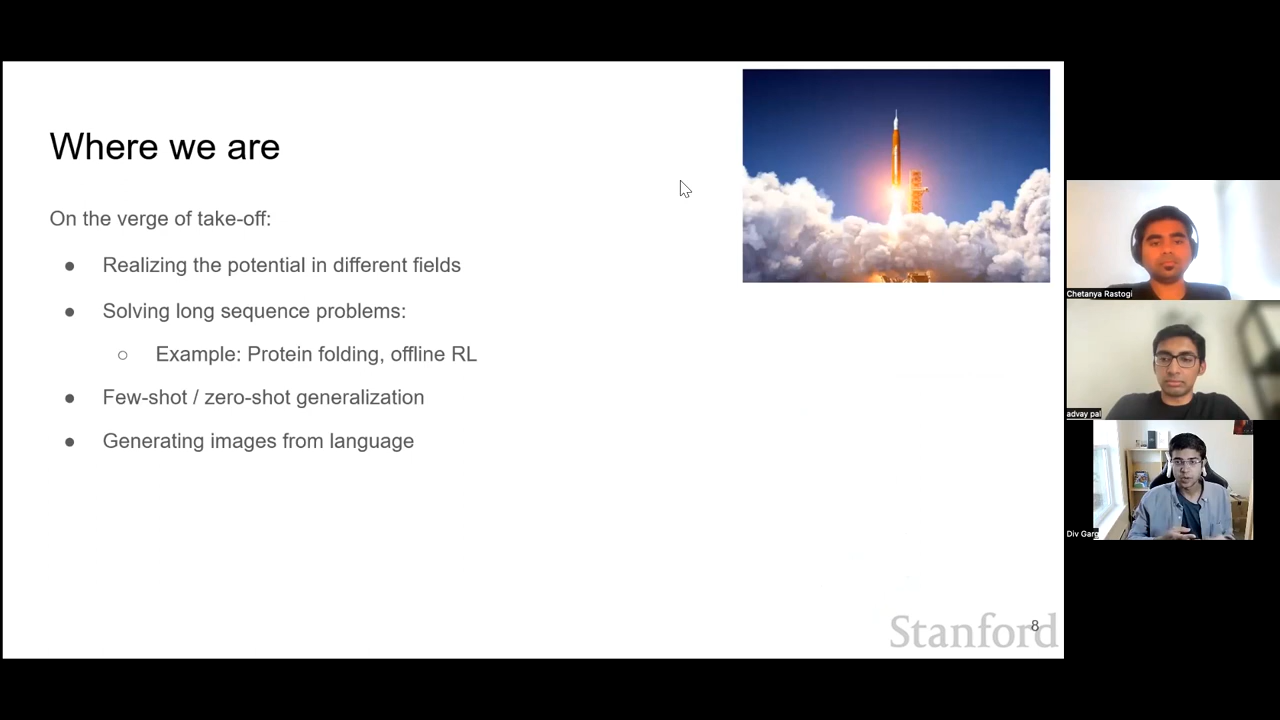 Where we are
On the verge of take-off:
● Realizing the potential in different fields
● Solving long sequence problems:
○ Example: Protein folding, offline RL
● Few-shot / zero-shot generalization
● Generating images from language
Stanford
8
Chetanya Rastogi
advay pal
Div Garg